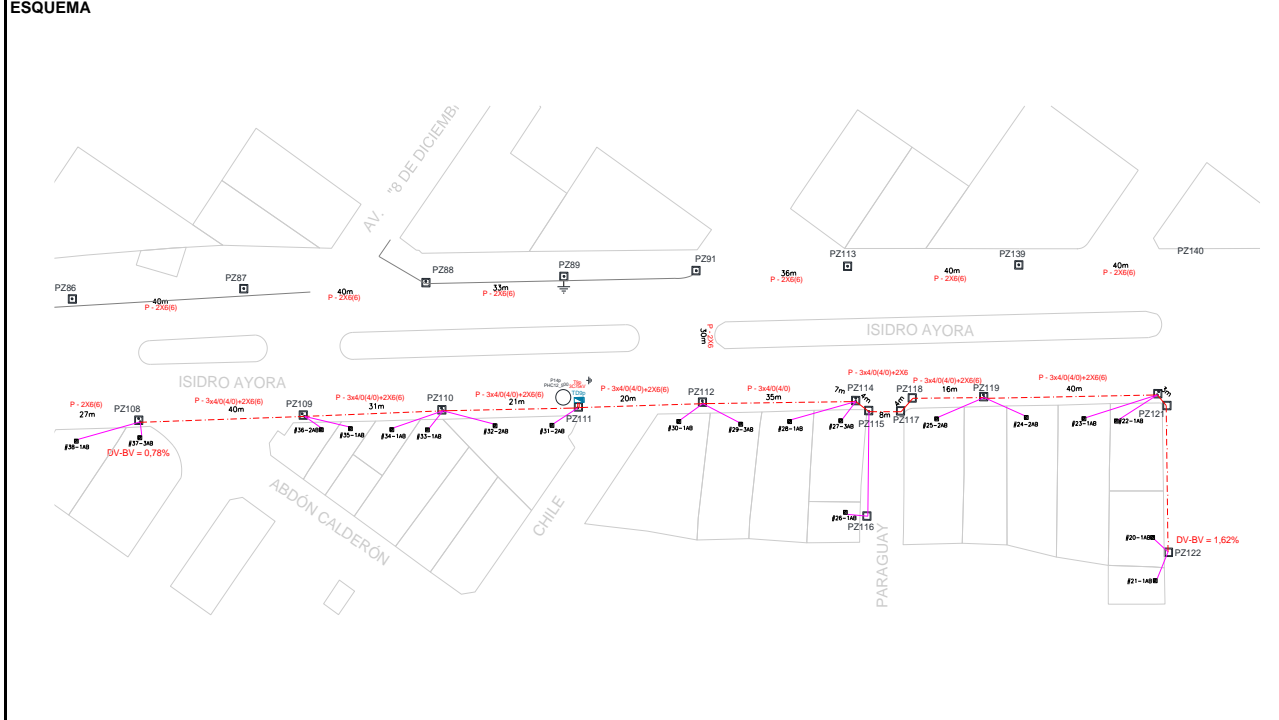 ESQUEMA
AV. "8 DE DICIEMB
PZ86
PZ87
PZ88
PZ89
PZ91
PZ113
PZ139
PZ140
40m
P - 2X6(6)
40m
P - 2X6(6)
33m
P - 2X6(6)
36m
P - 2X6(6)
40m
P - 2X6(6)
40m
P - 2X6(6)
30m
P - 2X6
ISIDRO AYORA
ISIDRO AYORA
P - 2X6(6)
27m
PZ108
P - 3x4/0(4/0)+2X6(6)
40m
PZ109
P - 3x4/0(4/0)+2X6(6)
31m
PZ110
P - 3x4/0(4/0)+2X6(6)
21m
PZ111
P - 3x4/0(4/0)+2X6(6)
20m
PZ112
P - 3x4/0(4/0)
35m
P - 3x4/0(4/0)+2X6
7m
PZ114
4m
PZ115
8m
4m
PZ117
PZ118
P - 3x4/0(4/0)+2X6(6)
16m
PZ119
P - 3x4/0(4/0)+2X6(6)
40m
PZ121
#38-1AB
#37-3AB
DV-BV = 0,78%
#36-2AB
#35-1AB
#34-1AB
#33-1AB
#32-2AB
#31-2AB
#30-1AB
#29-3AB
#28-1AB
#27-3AB
#26-1AB
PZ116
#25-2AB
#24-2AB
#23-1AB
#22-1AB
#20-1AB
DV-BV = 1,62%
PZ122
#21-1AB
ABDÓN CALDERÓN
CHILE
PARAGUAY